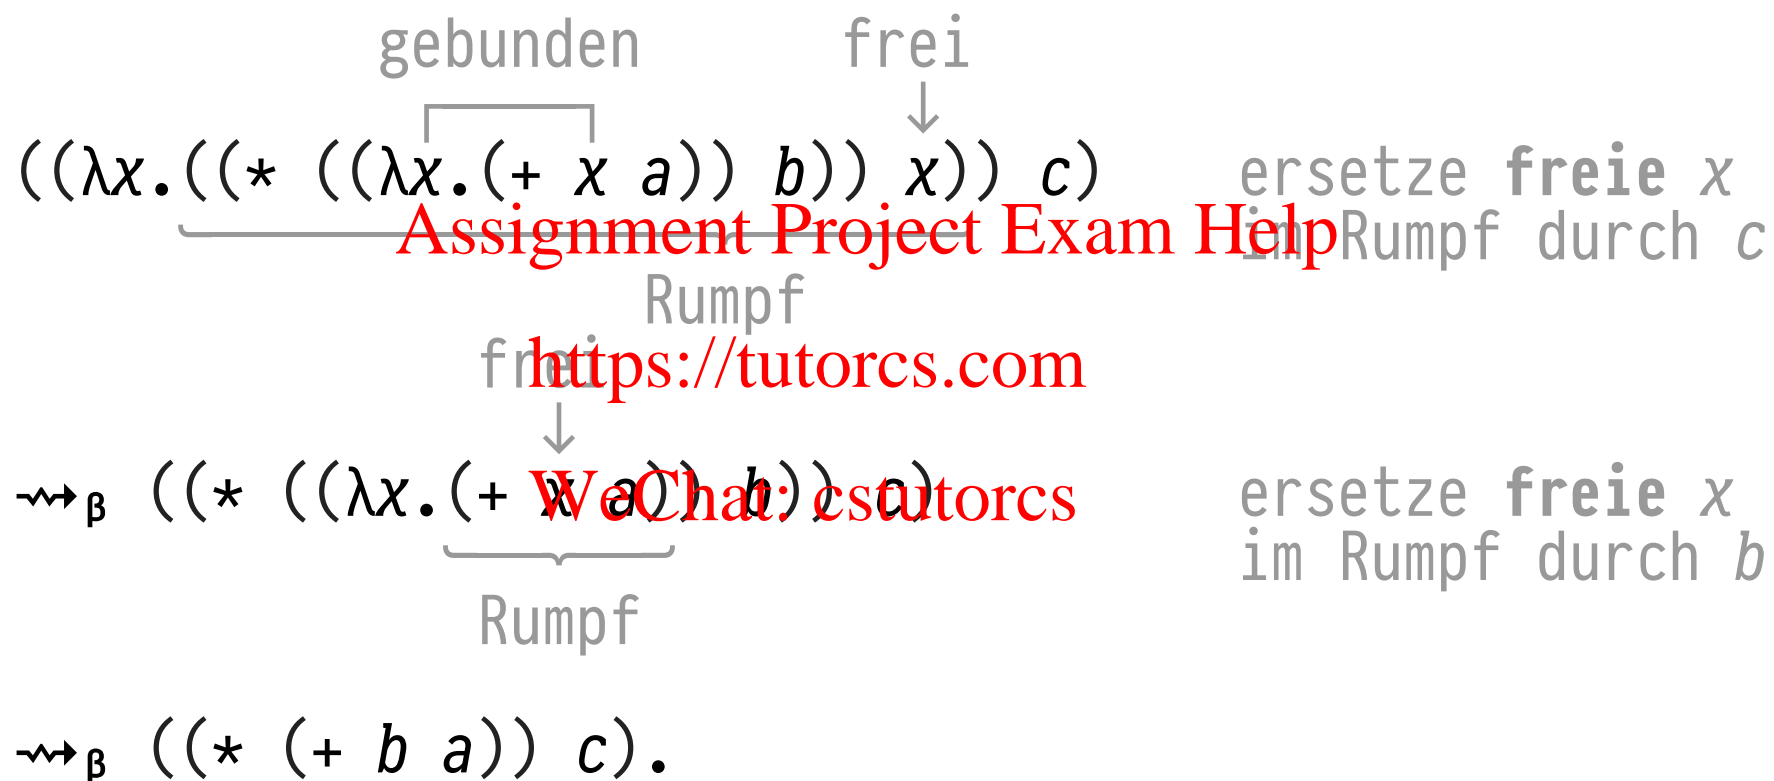 gebunden frei
((λx.((* ((λx.(+ x a)) b)) x)) c) ersetze freie x
Assignment Project Exam Help
im Rumpf durch c
Rumpf
frei
https://tutorcs.com
⇝β ((* ((λx.(+ x a)) b)) c) ersetze freie x
WeChat: cstutorcs
im Rumpf durch b
Rumpf
⇝β ((* (+ b a)) c).